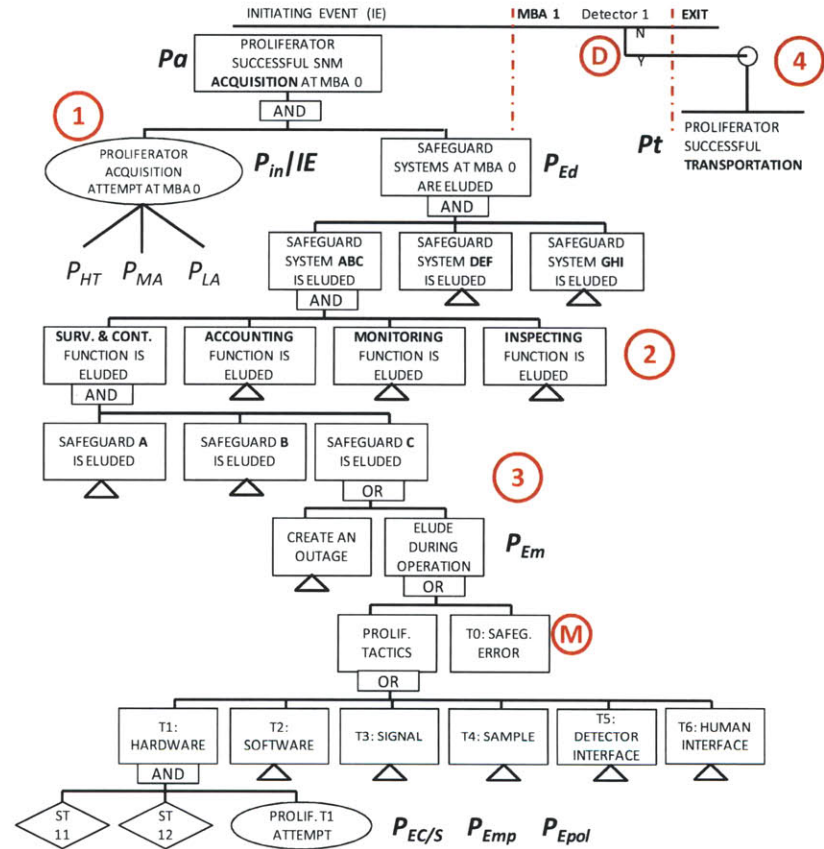 INITIATING EVENT (IE)
MBA 1
Detector 1
EXIT
N
D
Y
4
Pa
PROLIFERATOR
SUCCESSFUL SNM
ACQUISITION AT MBA 0
AND
Pt
PROLIFERATOR
SUCCESSFUL
TRANSPORTATION
1
PROLIFERATOR
ACQUISITION
ATTEMPT AT MBA 0
Pin|IE
SAFEGUARD
SYSTEMS AT MBA 0
ARE ELUDED
PEd
AND
PHT
PMA
PLA
SAFEGUARD
SYSTEM ABC
IS ELUDED
SAFEGUARD
SYSTEM DEF
IS ELUDED
SAFEGUARD
SYSTEM GHI
IS ELUDED
AND
SURV. & CONT.
FUNCTION IS
ELUDED
ACCOUNTING
FUNCTION IS
ELUDED
MONITORING
FUNCTION IS
ELUDED
INSPECTING
FUNCTION IS
ELUDED
2
AND
SAFEGUARD A
IS ELUDED
SAFEGUARD B
IS ELUDED
SAFEGUARD C
IS ELUDED
3
OR
CREATE AN
OUTAGE
ELUDE
DURING
OPERATION
PEm
OR
PROLIF.
TACTICS
T0: SAFEG.
ERROR
M
OR
T1:
HARDWARE
T2:
SOFTWARE
T3: SIGNAL
T4: SAMPLE
T5:
DETECTOR
INTERFACE
T6: HUMAN
INTERFACE
AND
ST
11
ST
12
PROLIF. T1
ATTEMPT
PEC/S
PEmp
PEpol